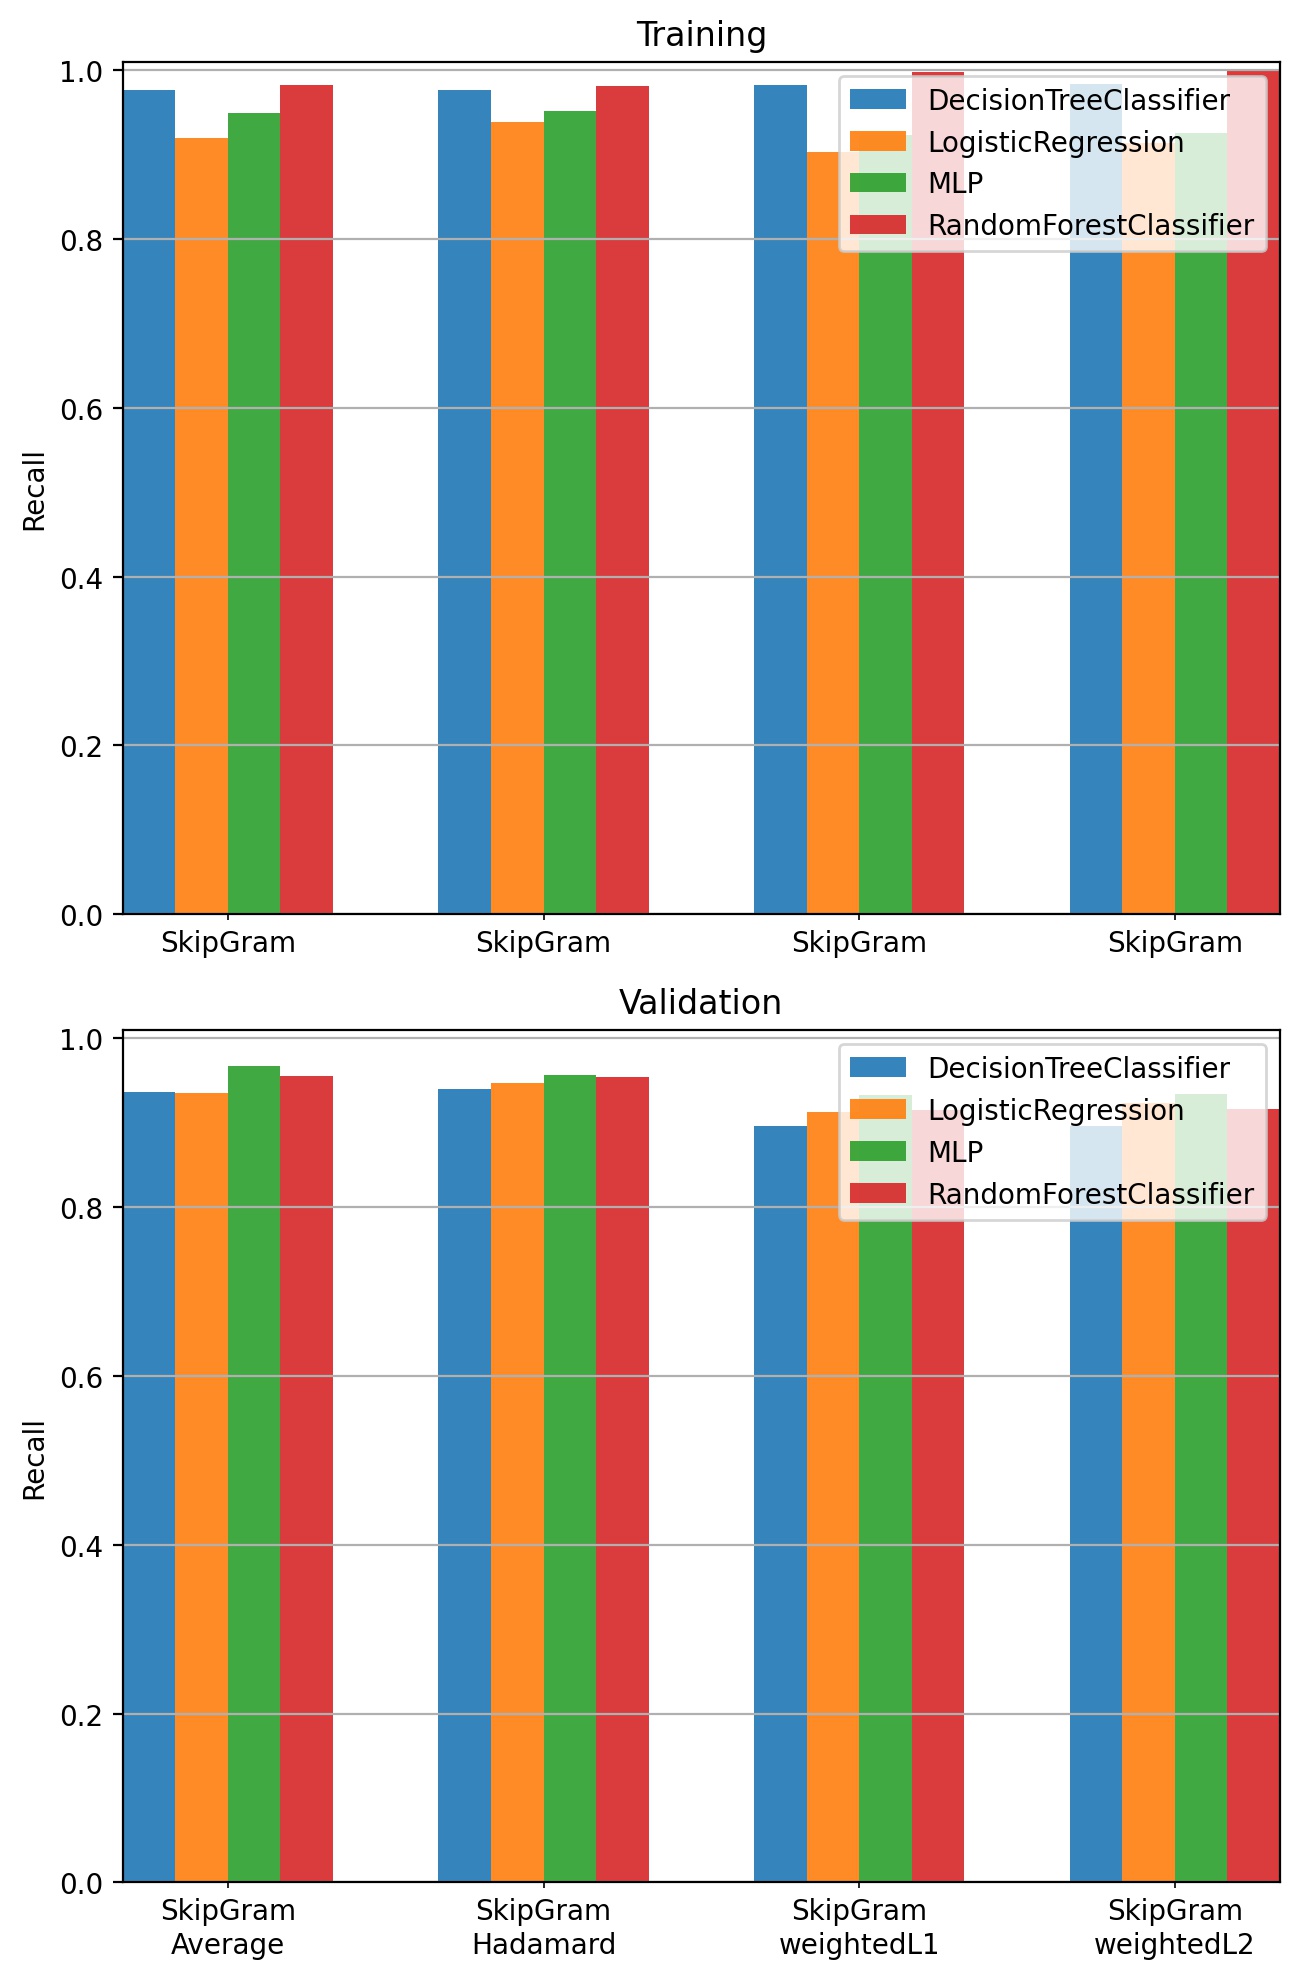 Training
1.0
0.8
0.6
0.4
0.2
0.0
Recall
DecisionTreeClassifier
LogisticRegression
MLP
RandomForestClassifier
SkipGram
SkipGram
SkipGram
SkipGram
Validation
1.0
0.8
0.6
0.4
0.2
0.0
Recall
DecisionTreeClassifier
LogisticRegression
MLP
RandomForestClassifier
SkipGram
Average
SkipGram
Hadamard
SkipGram
weightedL1
SkipGram
weightedL2